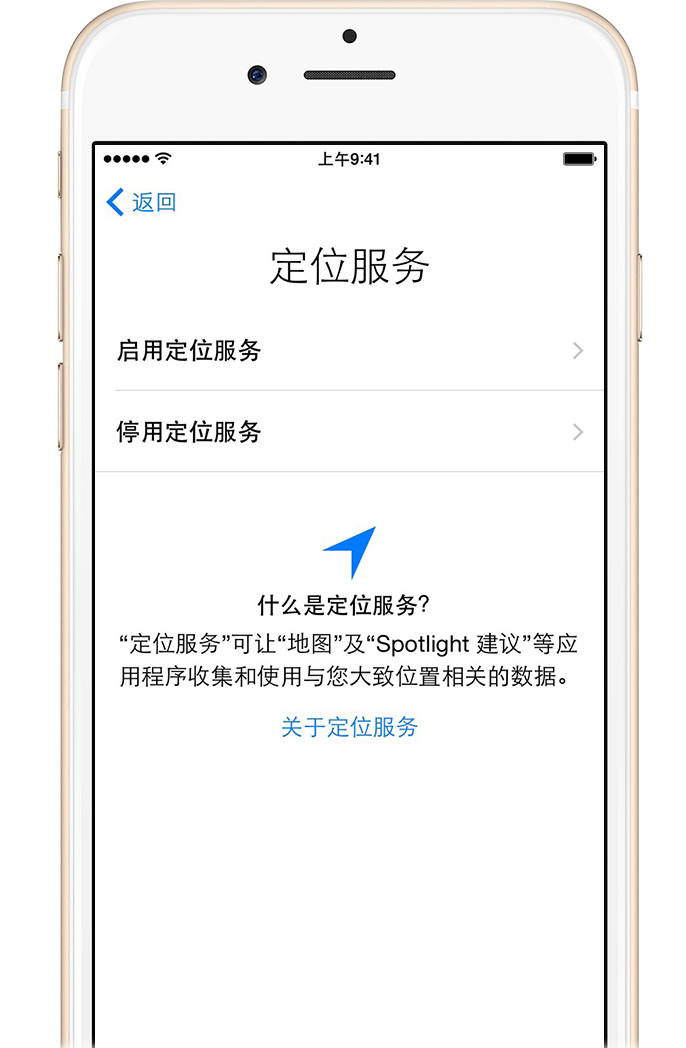 上午9:41
返回
定位服务
启用定位服务
停用定位服务
什么是定位服务?
“定位服务”可让“地图”及“Spotlight 建议”等应
用程序收集和使用与您大致位置相关的数据。
关于定位服务